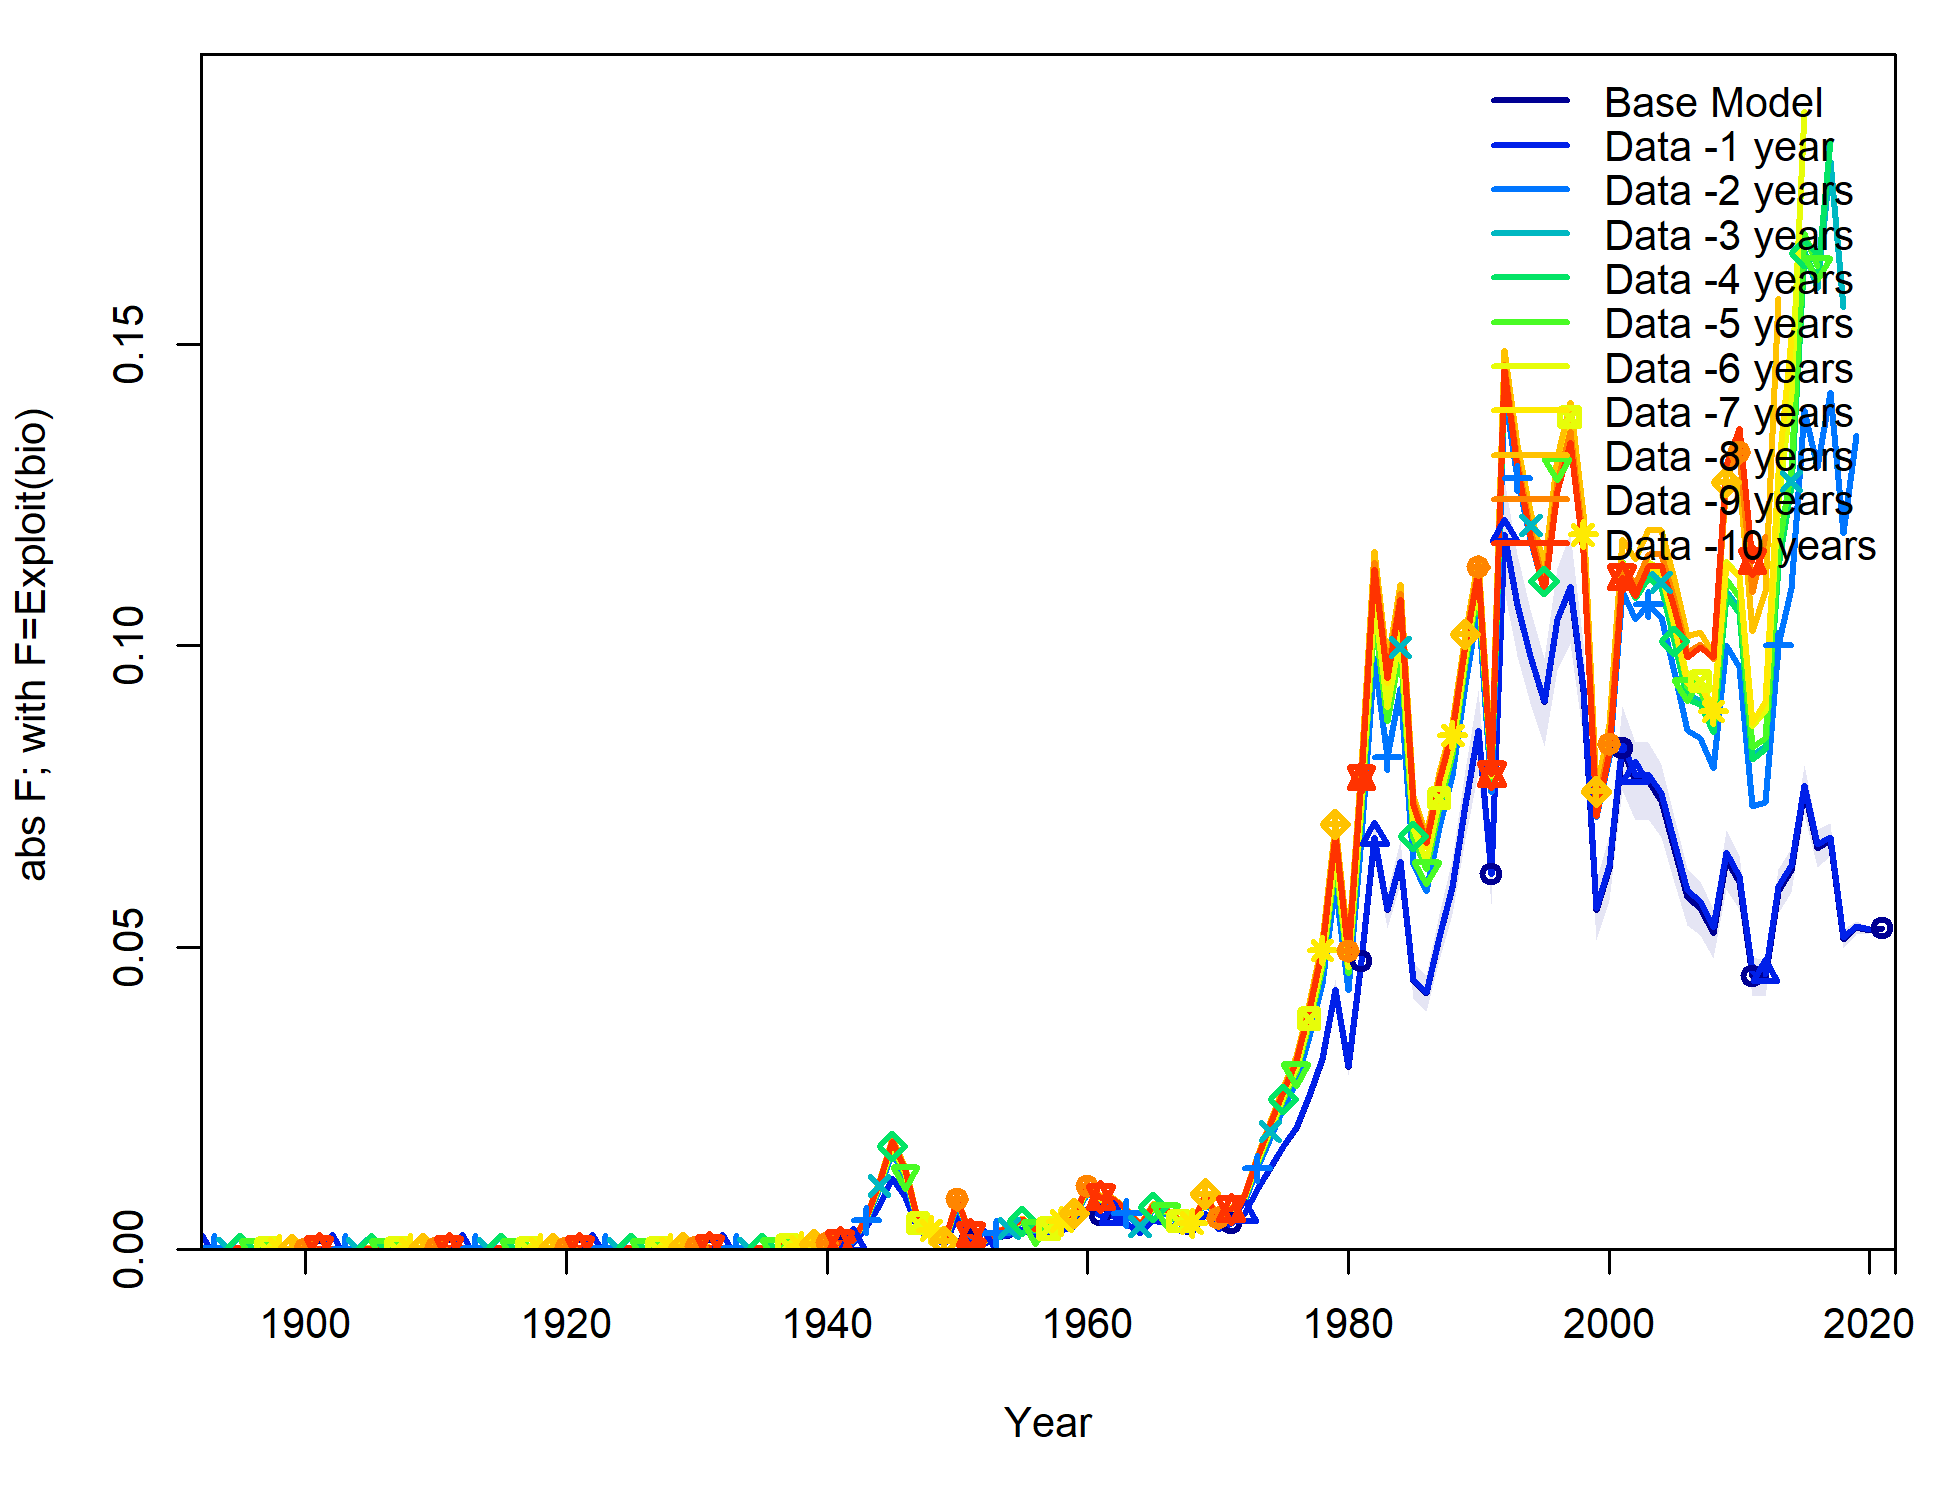 Base Model
Data -1 year
Data -2 years
Data -3 years
Data -4 years
Data -5 years
Data -6 years
Data -7 years
Data -8 years
Data -9 years
Data -10 years
abs F; with F=Exploit(bio)
0.15
0.10
0.05
0.00
1900 1920 1940 1960 1980 2000 2020
Year